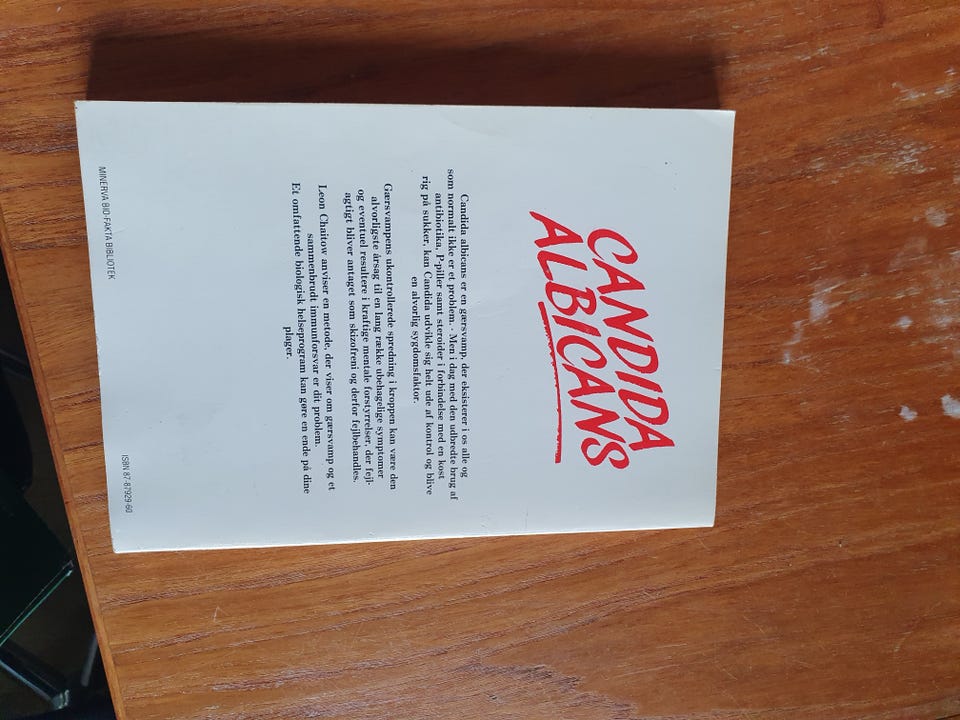 CANDIDA
ALBICANS
Candida albicans er en gærsvamp, der eksisterer i os alle og
som normalt ikke er et problem. · Men i dag med den udbredte brug af
antibiotika, P-piller samt steroider i forbindelse med en kost
rig på sukker, kan Candida udvikle sig helt ude af kontrol og blive
en alvorlig sygdomsfaktor.
Gærsvampens ukontrollerede spredning i kroppen kan være den
alvorligste årsag til en lang række ubehagelige symptomer
og eventuel resultere i kraftige mentale forstyrrelser, der fejl-
agtigt bliver antaget som skizofreni og derfor fejlbehandles.
Leon Chaitow anviser en metode, der viser om gærsvamp og et
sammenbrudt immunforsvar er dit problem.
Et omfattende biologisk helseprogram kan gøre en ende på dine
plager.
MINERVA BIO-FAKTA BIBLIOTEK
ISBN 87-87929-60